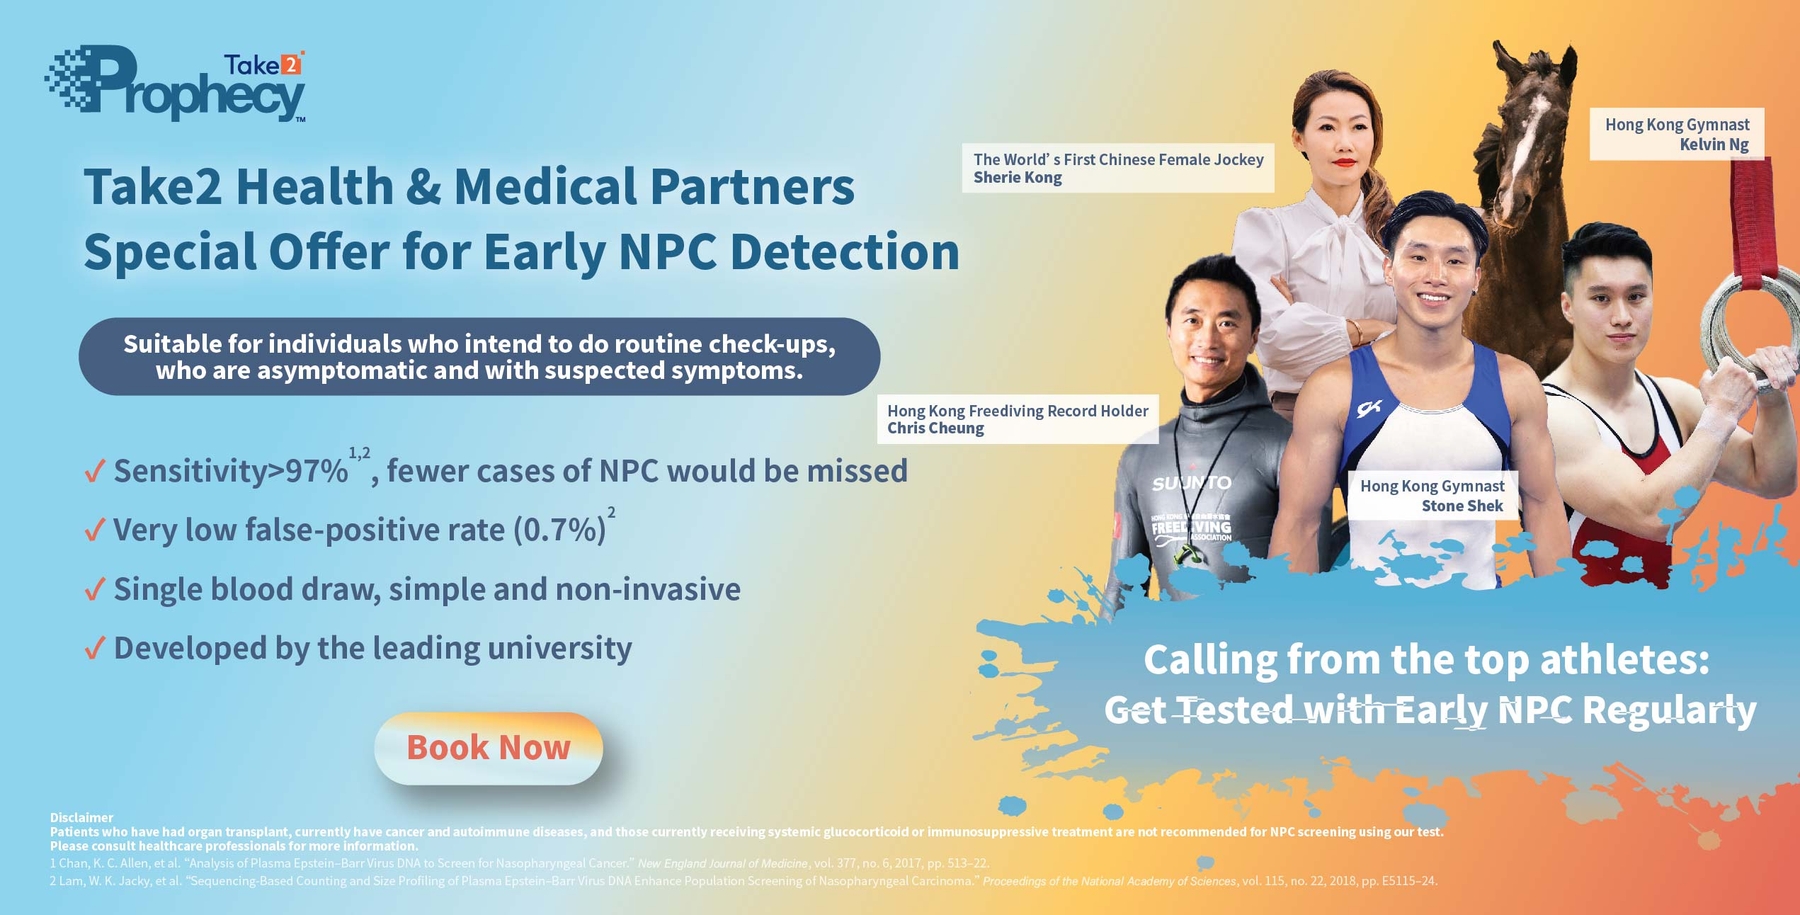 Take2
Prophecy™
Take2 Health & Medical Partners
Special Offer for Early NPC Detection
Suitable for individuals who intend to do routine check-ups,
who are asymptomatic and with suspected symptoms.
✓ Sensitivity>97%1,2, fewer cases of NPC would be missed
✓ Very low false-positive rate (0.7%)2
✓ Single blood draw, simple and non-invasive
✓ Developed by the leading university
Book Now
The World's First Chinese Female Jockey
Sherie Kong
Hong Kong Gymnast
Kelvin Ng
Hong Kong Freediving Record Holder
Chris Cheung
Hong Kong Gymnast
Stone Shek
GK
SUUNTO
FREEDIVING
ASSOCIATION
Calling from the top athletes:
Get Tested with Early NPC Regularly
Disclaimer
Patients who have had organ transplant, currently have cancer and autoimmune diseases, and those currently receiving systemic glucocorticoid or immunosuppressive treatment are not recommended for NPC screening using our test.
Please consult healthcare professionals for more information.
1 Chan, K. C. Allen, et al. “Analysis of Plasma Epstein–Barr Virus DNA to Screen for Nasopharyngeal Cancer.” New England Journal of Medicine, vol. 377, no. 6, 2017, pp. 513–22.
2 Lam, W. K. Jacky, et al. “Sequencing-Based Counting and Size Profiling of Plasma Epstein–Barr Virus DNA Enhance Population Screening of Nasopharyngeal Carcinoma.” Proceedings of the National Academy of Sciences, vol. 115, no. 22, 2018, pp. E5115–24.